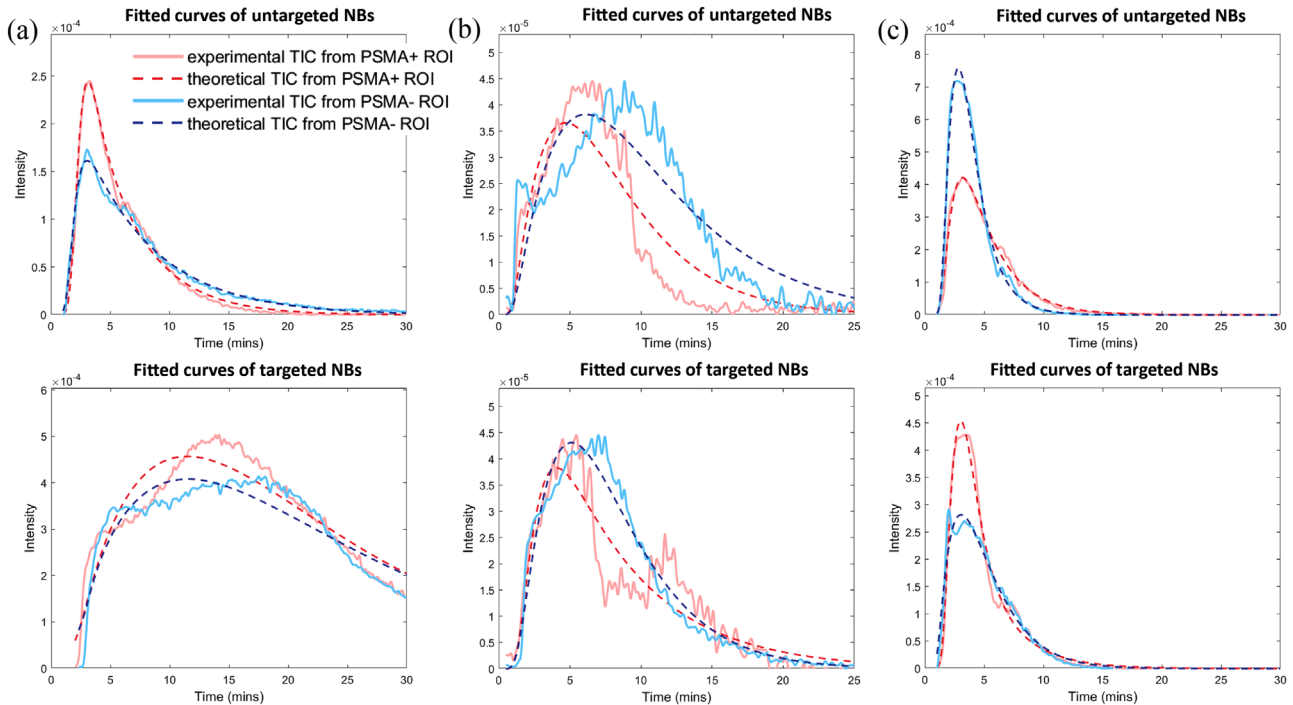 (a)
Fitted curves of untargeted NBs
×10⁻⁴
2.5
2
1.5
1
0.5
0
Intensity
experimental TIC from PSMA+ ROI
theoretical TIC from PSMA+ ROI
experimental TIC from PSMA- ROI
theoretical TIC from PSMA- ROI
0 5 10 15 20 25 30
Time (mins)
(b)
Fitted curves of untargeted NBs
×10⁻⁵
5
4.5
4
3.5
3
2.5
2
1.5
1
0.5
0
Intensity
0 5 10 15 20 25
Time (mins)
(c)
Fitted curves of untargeted NBs
×10⁻⁴
8
7
6
5
4
3
2
1
0
Intensity
0 5 10 15 20 25 30
Time (mins)
Fitted curves of targeted NBs
×10⁻⁴
6
5
4
3
2
4
0
Intensity
0 5 10 15 20 25 30
Time (mins)
Fitted curves of targeted NBs
×10⁻⁵
5
4.5
4
3.5
3
2.5
2
1.5
1
0.5
0
Intensity
0 5 10 15 20 25
Time (mins)
Fitted curves of targeted NBs
×10⁻⁴
5
4.5
4
3.5
3
2.5
2
1.5
1
0.5
0
Intensity
0 5 10 15 20 25 30
Time (mins)